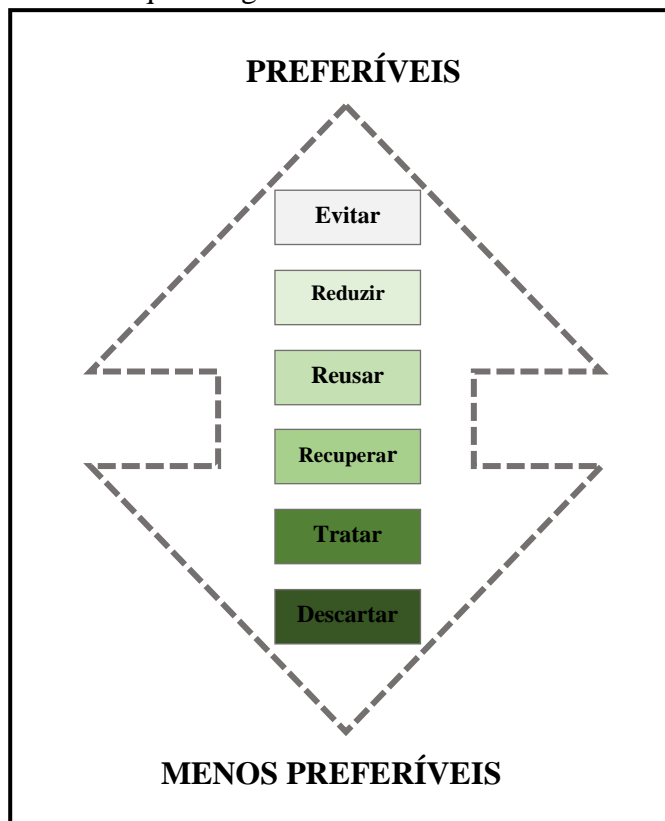 PREFERÍVEIS
Evitar
Reduzir
Reusar
Recuperar
Tratar
Descartar
MENOS PREFERÍVEIS